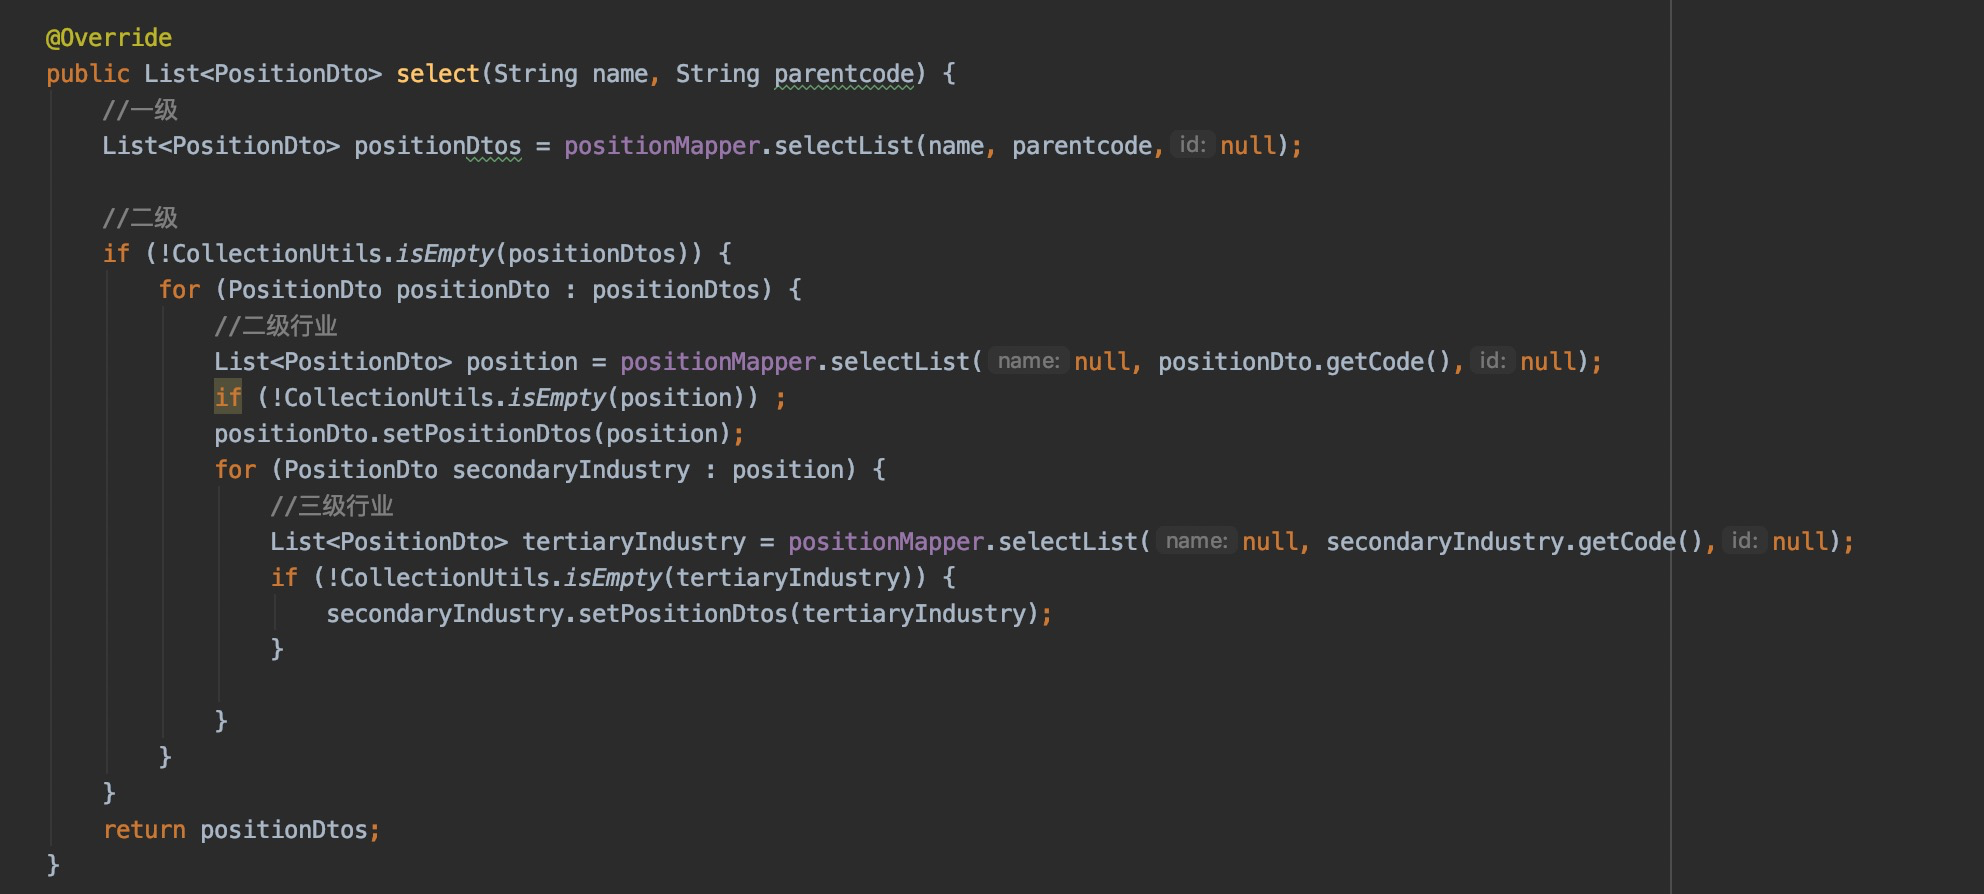 @Override
public List<PositionDto> select(String name, String parentcode) {
//一级
List<PositionDto> positionDtos = positionMapper.selectList(name, parentcode, id: null);
//二级
if (!CollectionUtils.isEmpty(positionDtos)) {
for (PositionDto positionDto : positionDtos) {
//二级行业
List<PositionDto> position = positionMapper.selectList( name: null, positionDto.getCode(), id: null);
if (!CollectionUtils.isEmpty(position)) ;
positionDto.setPositionDtos(position);
for (PositionDto secondaryIndustry : position) {
//三级行业
List<PositionDto> tertiaryIndustry = positionMapper.selectList( name: null, secondaryIndustry.getCode(), id: null);
if (!CollectionUtils.isEmpty(tertiaryIndustry)) {
secondaryIndustry.setPositionDtos(tertiaryIndustry);
}
}
}
}
return positionDtos;
}